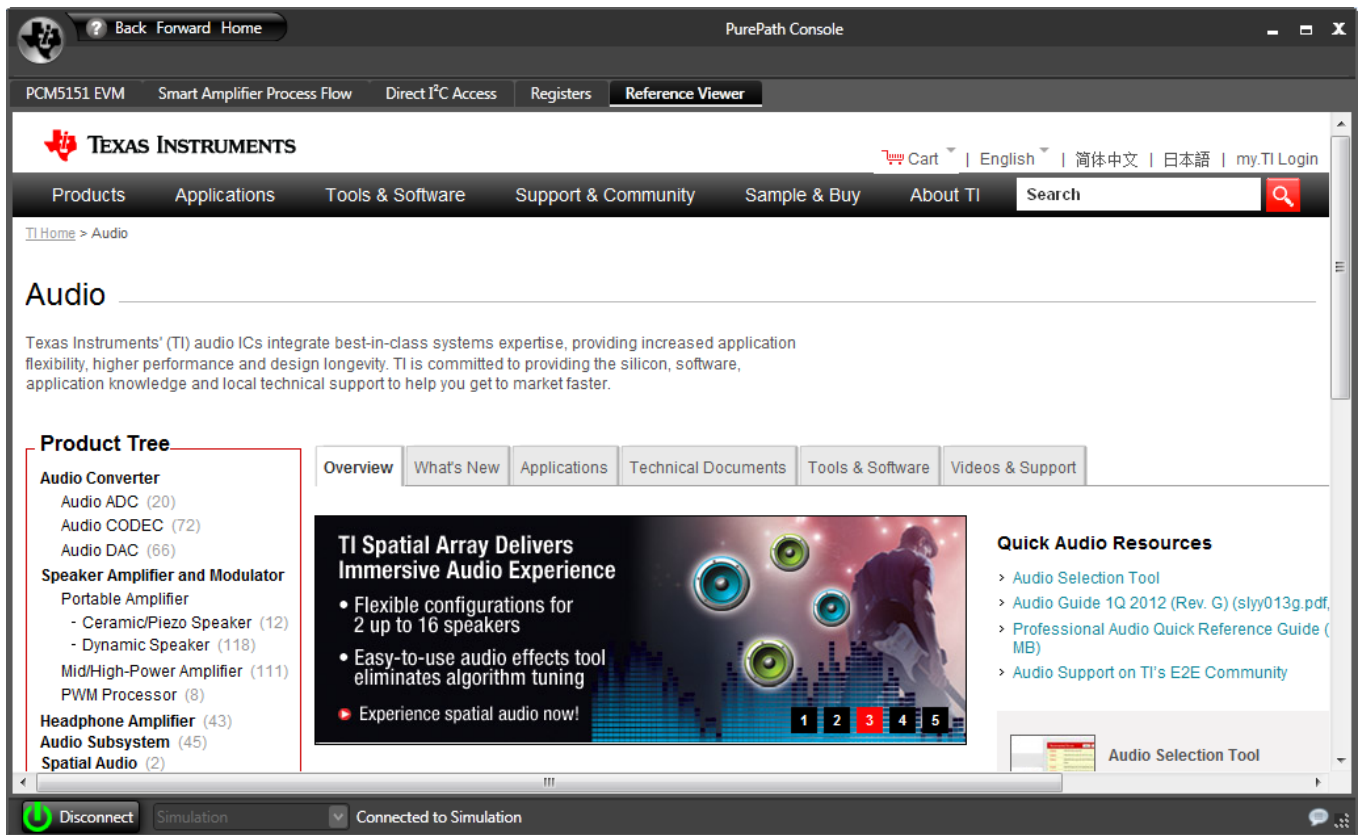 ? Back Forward Home
PurePath Console
PCM5151 EVM Smart Amplifier Process Flow Direct I²C Access Registers Reference Viewer
TEXAS INSTRUMENTS
Cart | English | 简体中文 | 日本語 | my.TI Login
Products Applications Tools & Software Support & Community Sample & Buy About TI Search
TI Home > Audio
Audio
Texas Instruments' (TI) audio ICs integrate best-in-class systems expertise, providing increased application
flexibility, higher performance and design longevity. TI is committed to providing the silicon, software,
application knowledge and local technical support to help you get to market faster.
Product Tree
Audio Converter
Audio ADC (20)
Audio CODEC (72)
Audio DAC (66)
Speaker Amplifier and Modulator
Portable Amplifier
- Ceramic/Piezo Speaker (12)
- Dynamic Speaker (118)
Mid/High-Power Amplifier (111)
PWM Processor (8)
Headphone Amplifier (43)
Audio Subsystem (45)
Spatial Audio (2)
Overview What's New Applications Technical Documents Tools & Software Videos & Support
TI Spatial Array Delivers
Immersive Audio Experience
• Flexible configurations for
2 up to 16 speakers
• Easy-to-use audio effects tool
eliminates algorithm tuning
Experience spatial audio now!
1 2 3 4 5
Quick Audio Resources
› Audio Selection Tool
› Audio Guide 1Q 2012 (Rev. G) (slyy013g.pdf,
› Professional Audio Quick Reference Guide (
MB)
› Audio Support on TI's E2E Community
Audio Selection Tool
Disconnect Simulation Connected to Simulation